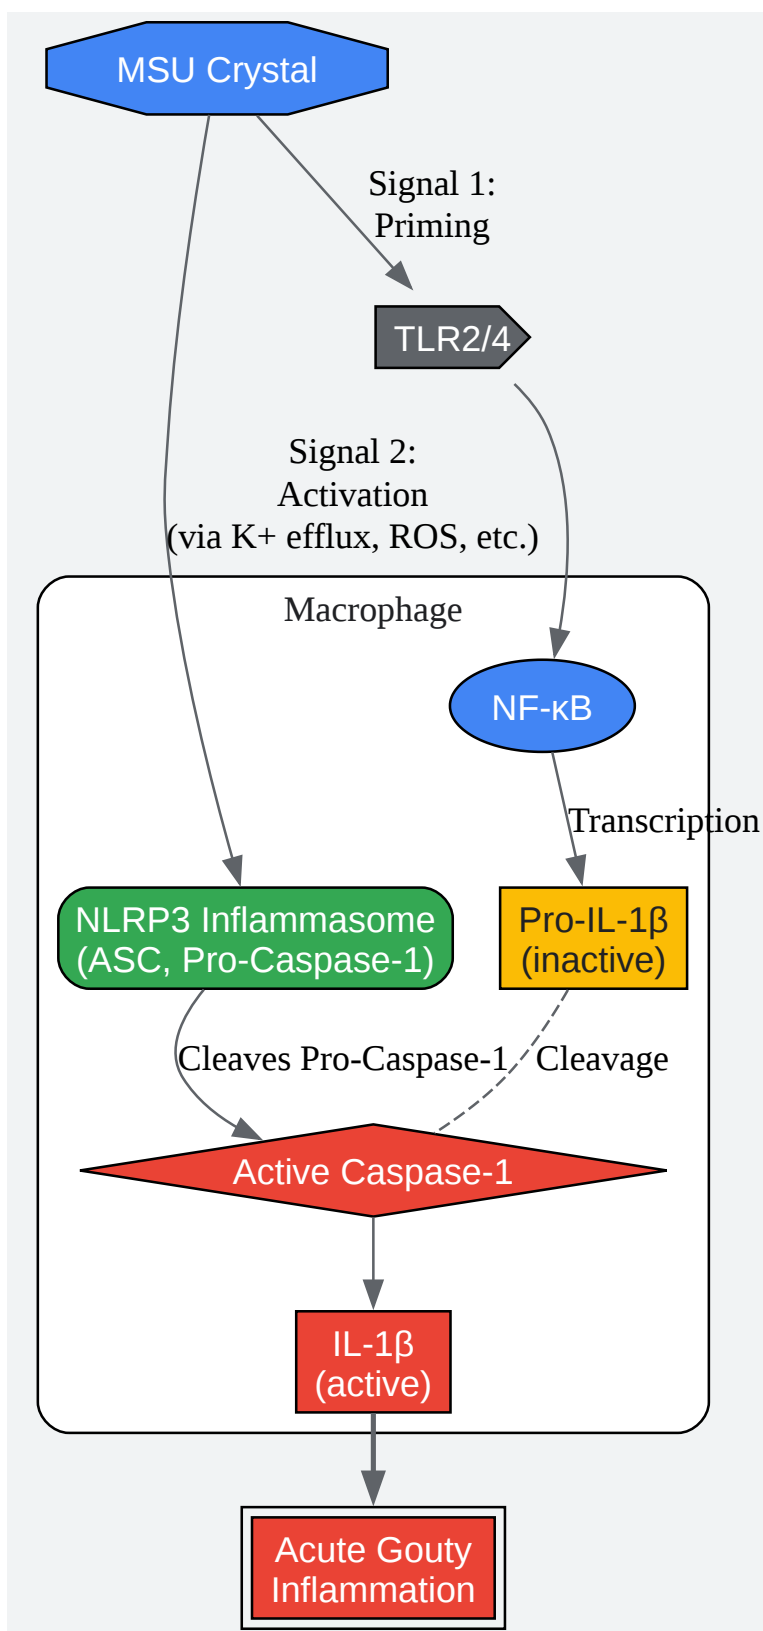 MSU Crystal
Signal 1:
Priming
TLR2/4
Signal 2:
Activation
(via K+ efflux, ROS, etc.)
Macrophage
NF-κB
Transcription
NLRP3 Inflammasome
(ASC, Pro-Caspase-1)
Pro-IL-1β
(inactive)
Cleaves Pro-Caspase-1
Cleavage
Active Caspase-1
IL-1β
(active)
Acute Gouty
Inflammation